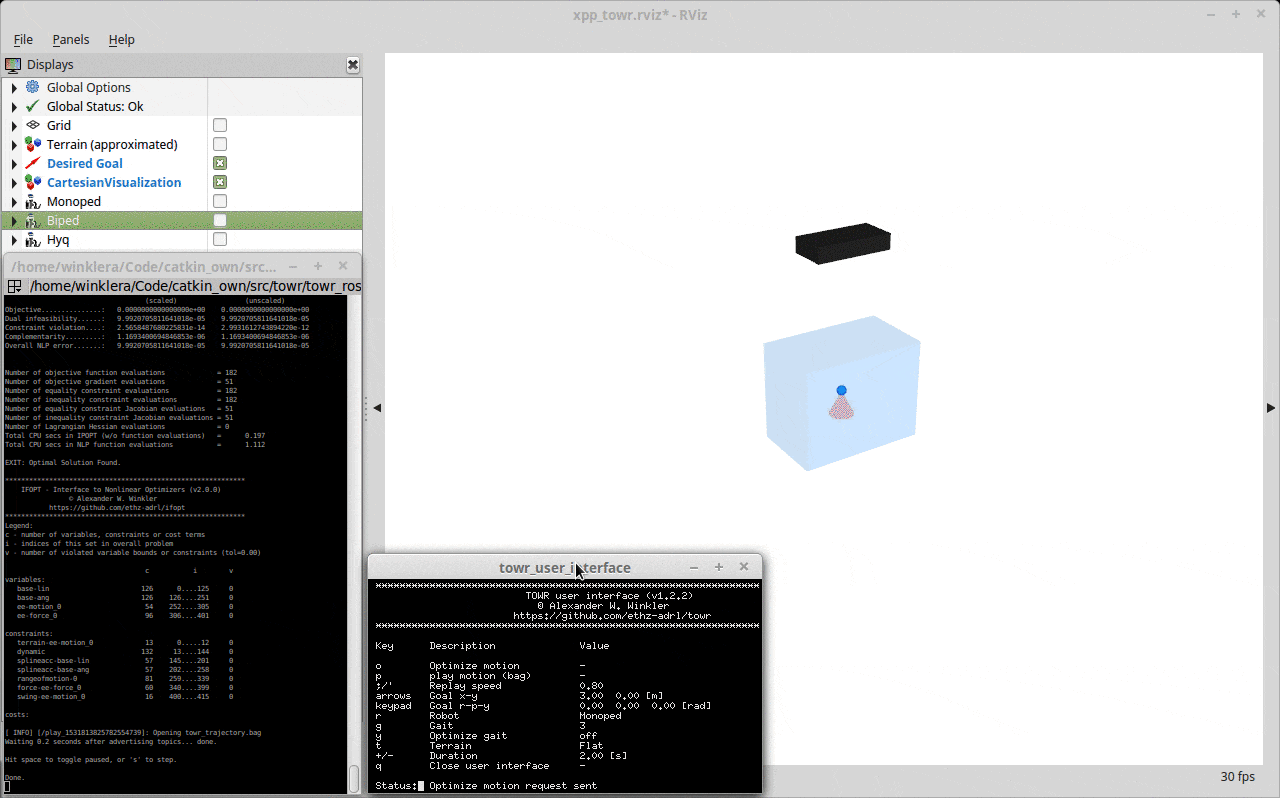 xpp_towr.rviz* - RViz
File Panels Help
Displays
Global Options
Global Status: Ok
Grid
Terrain (approximated)
Desired Goal
CartesianVisualization
Monoped
Biped
Hyq
/home/winklera/Code/catkin_own/src...
/home/winklera/Code/catkin_own/src/towr/towr_ros
(scaled) (unscaled)
Objective...............: 0.0000000000000000e+00 0.0000000000000000e+00
Dual infeasibility......: 9.9920705811641018e-05 9.9920705811641018e-05
Constraint violation....: 2.5658487680225831e-14 2.9931612743894220e-12
Complementarity.........: 1.1693400694846853e-06 1.1693400694846853e-06
Overall NLP error.......: 9.9920705811641018e-05 9.9920705811641018e-05
Number of objective function evaluations = 182
Number of objective gradient evaluations = 51
Number of equality constraint evaluations = 182
Number of inequality constraint evaluations = 182
Number of equality constraint Jacobian evaluations = 51
Number of inequality constraint Jacobian evaluations = 51
Number of Lagrangian Hessian evaluations = 0
Total CPU secs in IPOPT (w/o function evaluations) = 0.197
Total CPU secs in NLP function evaluations = 1.112
EXIT: Optimal Solution Found.
************************************************************
IFOPT - Interface to Nonlinear Optimizers (v2.0.0)
© Alexander W. Winkler
https://github.com/ethz-adrl/ifopt
************************************************************
Legend:
c - number of variables, constraints or cost terms
i - indices of this set in overall problem
v - number of violated variable bounds or constraints (tol=0.00)
c i v
variables:
base-lin 126 0....125 0
base-ang 126 126....251 0
ee-motion_0 54 252....305 0
ee-force_0 96 306....401 0
constraints:
terrain-ee-motion_0 13 0.....12 0
dynamic 132 13....144 0
splineacc-base-lin 57 145....201 0
splineacc-base-ang 57 202....258 0
rangeofmotion-0 81 259....339 0
force-ee-force_0 60 340....399 0
swing-ee-motion_0 16 400....415 0
costs:
[ INFO] [/play_1531813825782554739]: Opening towr_trajectory.bag
Waiting 0.2 seconds after advertising topics... done.
Hit space to toggle paused, or 's' to step.
Done.
towr_user_interface
TOWR user interface (v1.2.2)
© Alexander W. Winkler
https://github.com/ethz-adrl/towr
Key Description Value
o Optimize motion -
p play motion (bag) -
;/' Replay speed 0.80
arrows Goal x-y 3.00 0.00 [m]
keypad Goal r-p-y 0.00 0.00 0.00 [rad]
r Robot Monoped
g Gait 3
y Optimize gait off
t Terrain Flat
+/- Duration 2.00 [s]
q Close user interface -
Status: Optimize motion request sent
30 fps